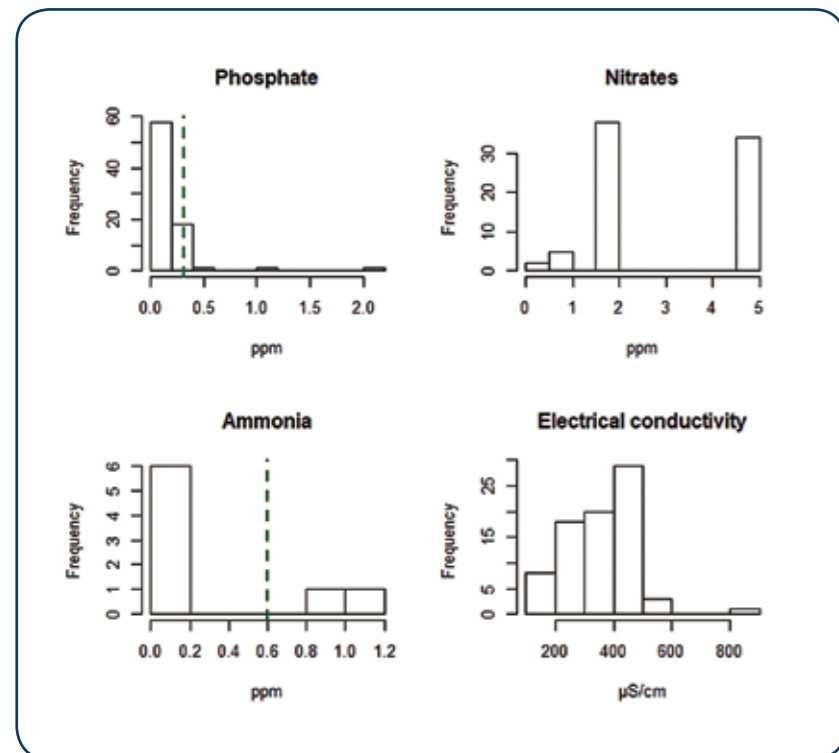 Phosphate
Frequency
0
20
40
60
0.0 0.5 1.0 1.5 2.0
ppm
Nitrates
Frequency
0
10
20
30
0 1 2 3 4 5
ppm
Ammonia
Frequency
0
1
2
3
4
5
6
0.0 0.2 0.4 0.6 0.8 1.0 1.2
ppm
Electrical conductivity
Frequency
0
5
15
25
200 400 600 800
µS/cm